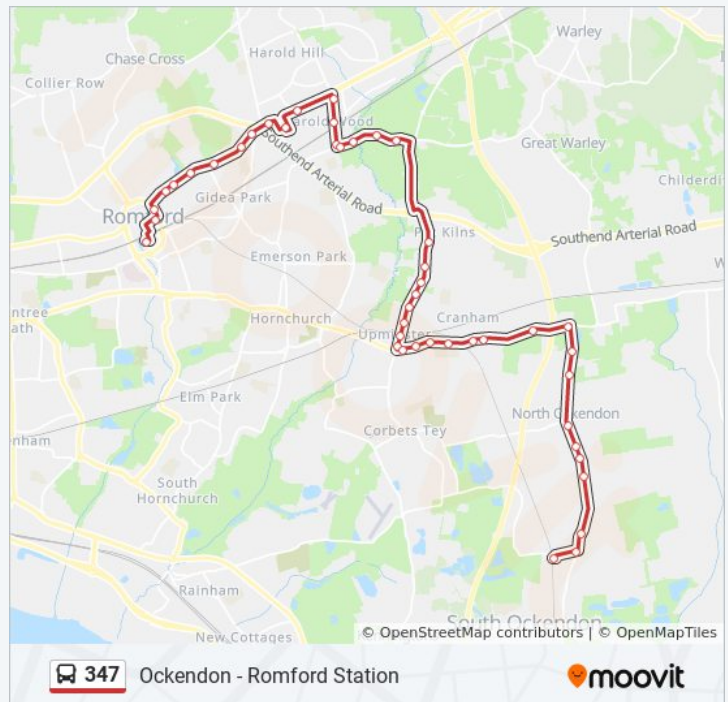 Warley
Harold Hill
Chase Cross
Collier Row
Harold Wood
Great Warley
Southend Arterial Road
Childerdi
Gidea Park
Romford
Southend Arterial Road
Emerson Park
Cranham
Hornchurch
Upminster
Elm Park
North Ockendon
Corbets Tey
enham
South
Hornchurch
Rainham
South Ockendon
New Cottages
© OpenStreetMap contributors | © OpenMapTiles
347 Ockendon - Romford Station
moovit